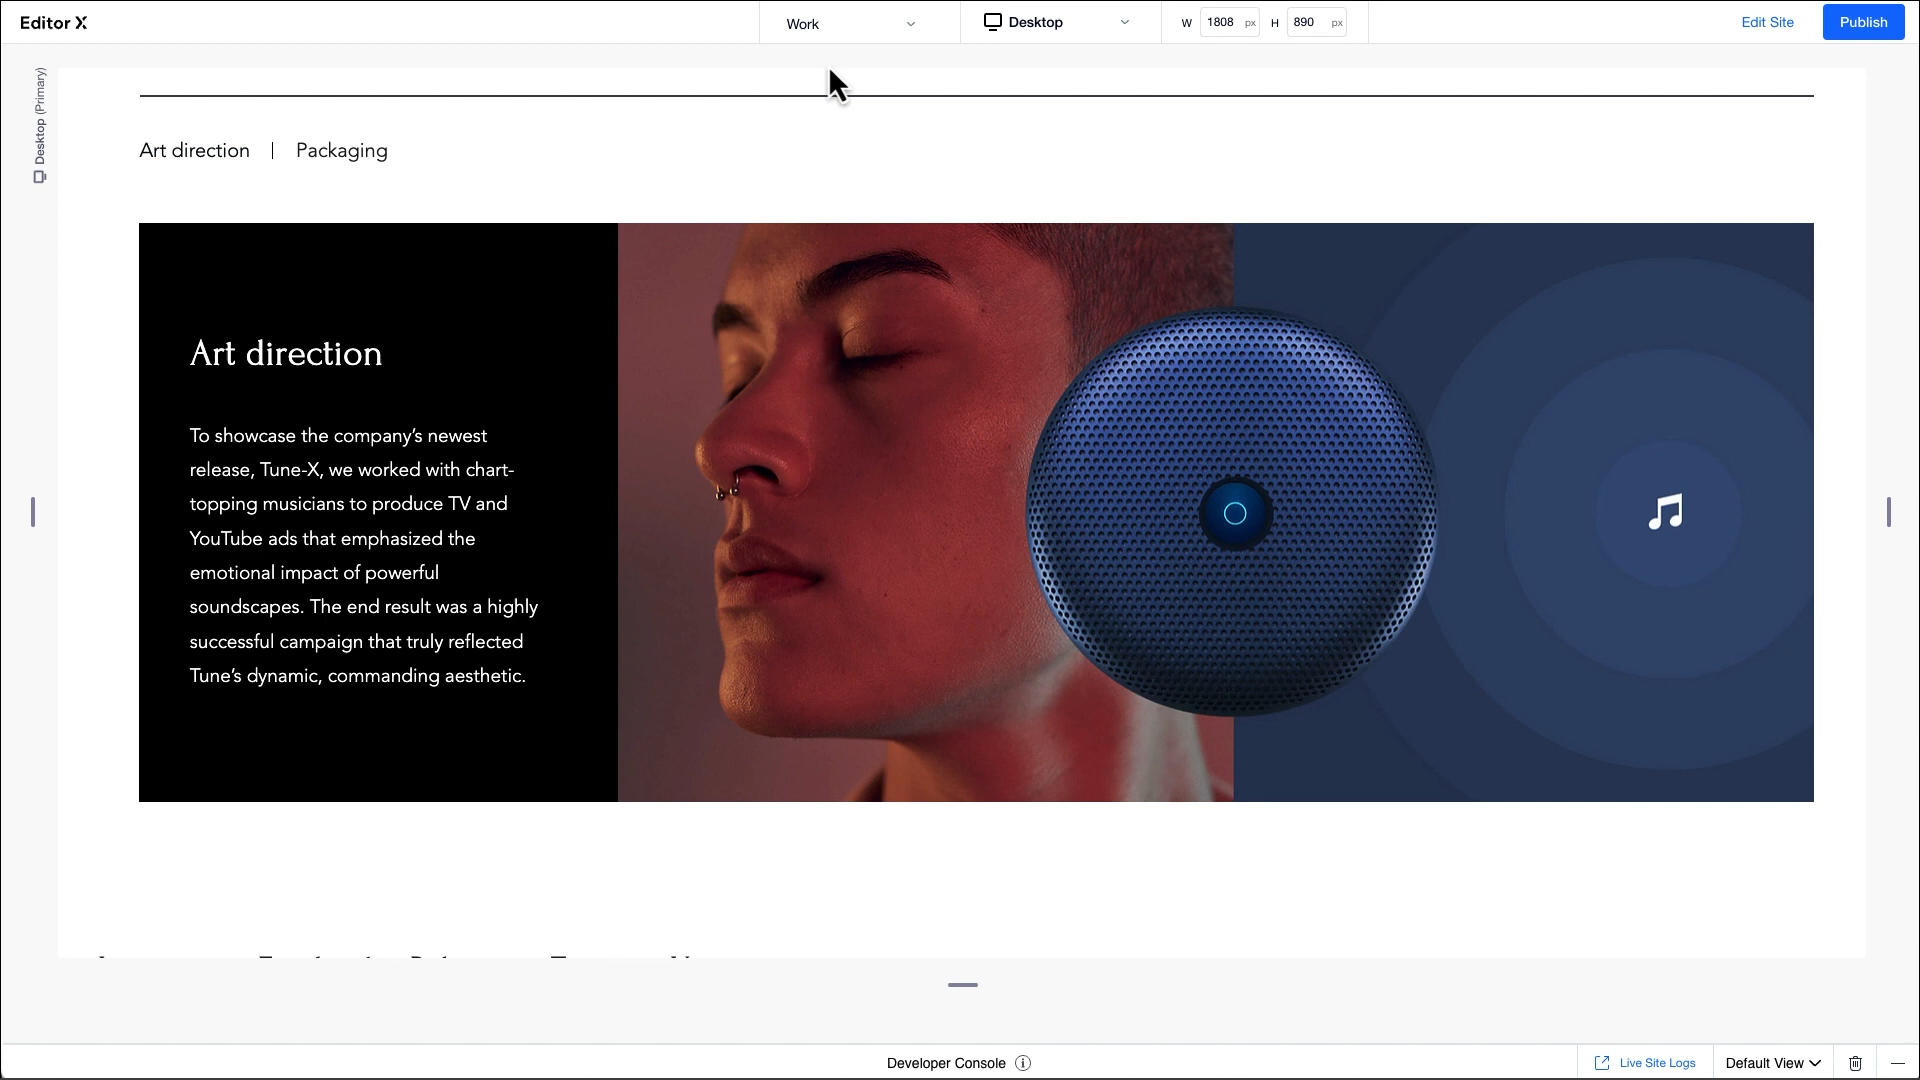 Editor X
Work
Desktop
W 1808 px H 890 px
Edit Site
Publish
Desktop (Primary)
Art direction | Packaging
Art direction
To showcase the company’s newest
release, Tune-X, we worked with chart-
topping musicians to produce TV and
YouTube ads that emphasized the
emotional impact of powerful
soundscapes. The end result was a highly
successful campaign that truly reflected
Tune’s dynamic, commanding aesthetic.
Developer Console
Live Site Logs
Default View